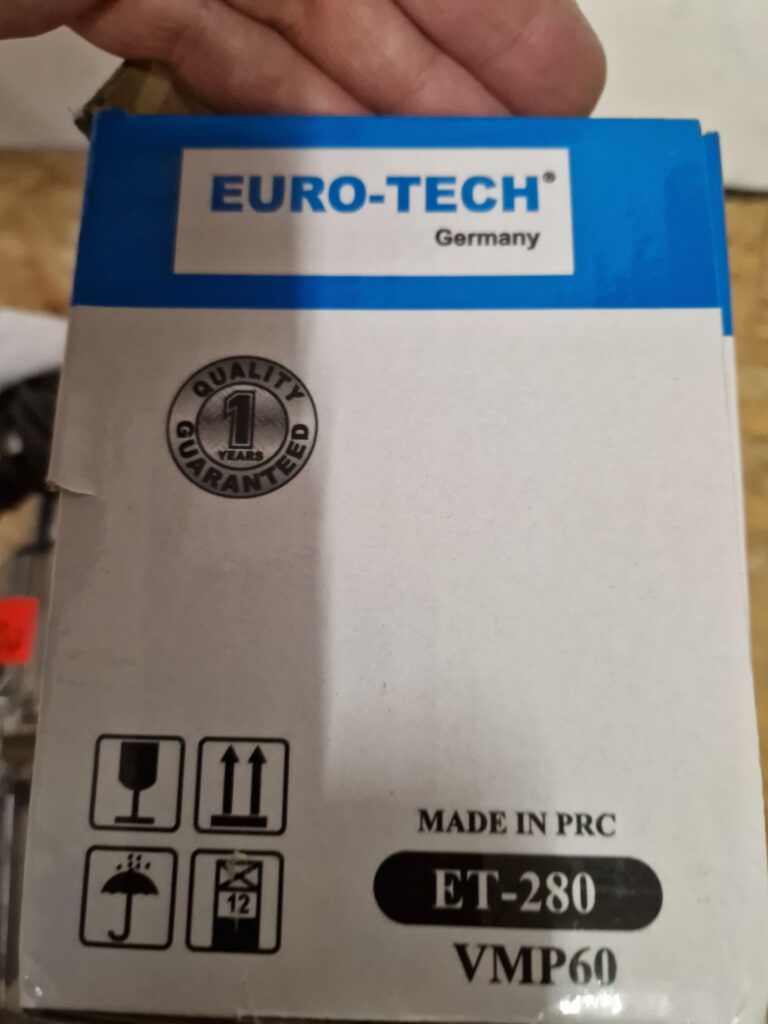 EURO-TECH®
Germany
QUALITY
1
YEARS
GUARANTEED
12
MADE IN PRC
ET-280
VMP60